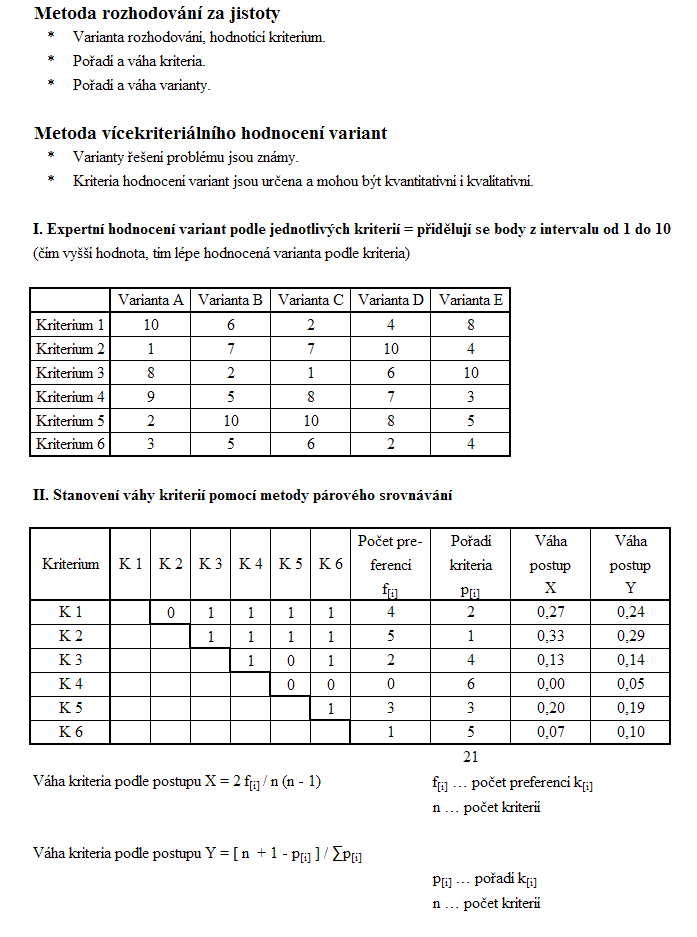 Metoda rozhodování za jistoty
* Varianta rozhodování, hodnotící kriterium.
* Pořadí a váha kriteria.
* Pořadí a váha varianty.
Metoda vícekriteriálního hodnocení variant
* Varianty řešení problému jsou známy.
* Kriteria hodnocení variant jsou určena a mohou být kvantitativní i kvalitativní.
I. Expertní hodnocení variant podle jednotlivých kriterií = přidělují se body z intervalu od 1 do 10
(čím vyšší hodnota, tím lépe hodnocená varianta podle kriteria)
Varianta A Varianta B Varianta C Varianta D Varianta E
Kriterium 1 10 6 2 4 8
Kriterium 2 1 7 7 10 4
Kriterium 3 8 2 1 6 10
Kriterium 4 9 5 8 7 3
Kriterium 5 2 10 10 8 5
Kriterium 6 3 5 6 2 4
II. Stanovení váhy kriterií pomocí metody párového srovnávání
Počet pre- Pořadí Váha Váha
Kriterium K 1 K 2 K 3 K 4 K 5 K 6 ferencí kriteria postup postup
f[i] p[i] X Y
K 1 0 1 1 1 1 4 2 0,27 0,24
K 2 1 1 1 1 5 1 0,33 0,29
K 3 1 0 1 2 4 0,13 0,14
K 4 0 0 0 6 0,00 0,05
K 5 1 3 3 0,20 0,19
K 6 1 5 0,07 0,10
21
Váha kriteria podle postupu X = 2 f[i] / n (n - 1) f[i] … počet preferencí k[i]
n … počet kriterií
Váha kriteria podle postupu Y = [ n + 1 - p[i] ] / ∑p[i]
p[i] … pořadí k[i]
n … počet kriterií